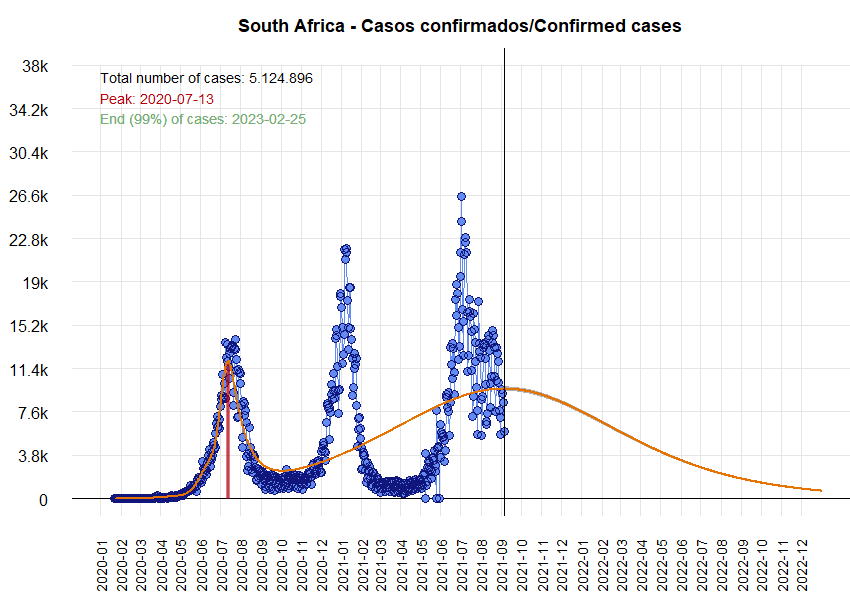 South Africa - Casos confirmados/Confirmed cases
38k
Total number of cases: 5.124.896
Peak: 2020-07-13
34.2k
End (99%) of cases: 2023-02-25
30.4k
26.6k
22.8k
19k
15.2k
11.4k
7.6k
3.8k
0
2020-01
2020-02
2020-03
2020-04
2020-05
2020-06
2020-07
2020-08
2020-09
2020-10
2020-11
2020-12
2021-01
2021-02
2021-03
2021-04
2021-05
2021-06
2021-07
2021-08
2021-09
2021-10
2021-11
2021-12
2022-01
2022-02
2022-03
2022-04
2022-05
2022-06
2022-07
2022-08
2022-09
2022-10
2022-11
2022-12